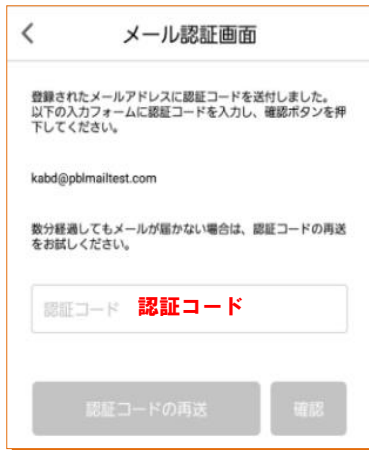 メール認証画面
登録されたメールアドレスに認証コードを送付しました。
以下の入力フォームに認証コードを入力し、確認ボタンを押
下してください。
kabd@pblmailtest.com
数分経過してもメールが届かない場合は、認証コードの再送
をお試しください。
認証コード 認証コード
認証コードの再送 確認